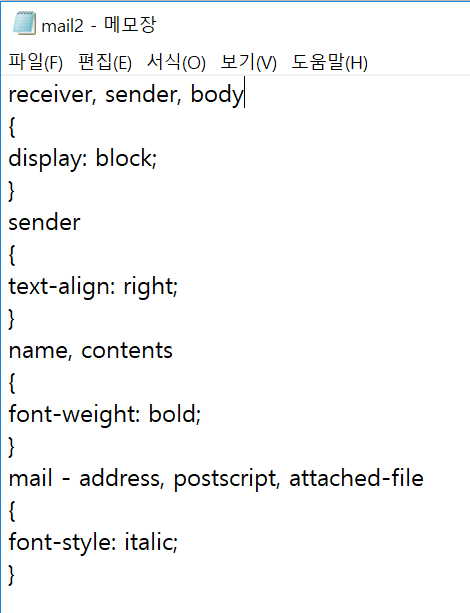 mail2 - 메모장
파일(F) 편집(E) 서식(O) 보기(V) 도움말(H)
receiver, sender, body
{
display: block;
}
sender
{
text-align: right;
}
name, contents
{
font-weight: bold;
}
mail - address, postscript, attached-file
{
font-style: italic;
}